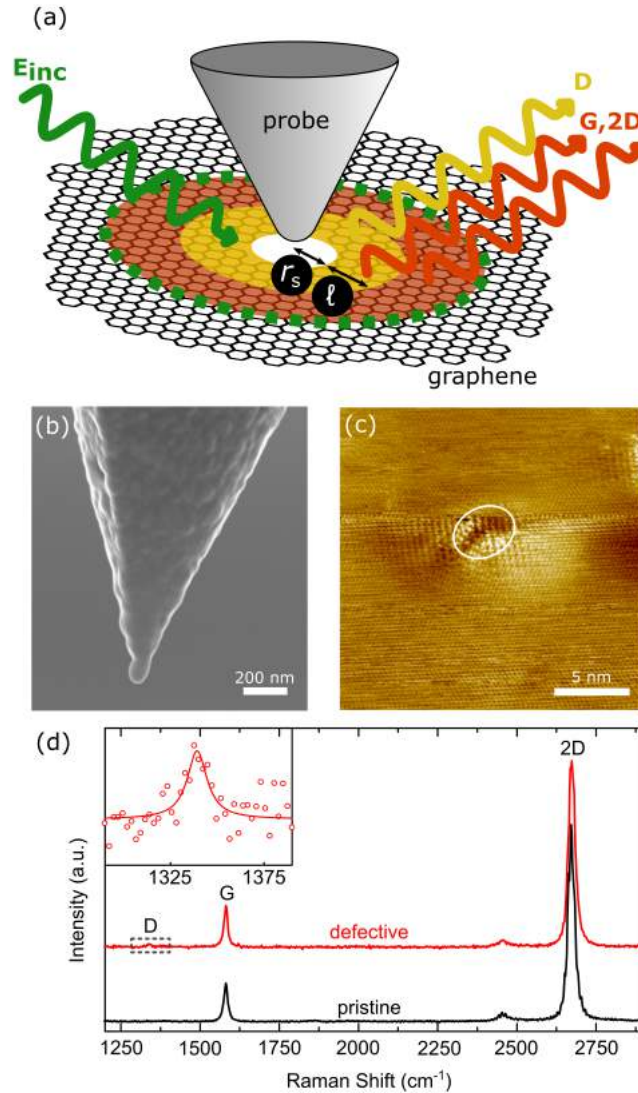 (a)
E_inc
D
G,2D
probe
r_s
ℓ
graphene
(b)
200 nm
(c)
5 nm
(d)
2D
1325 1375
G
D
defective
pristine
Intensity (a.u.)
1250 1500 1750 2000 2250 2500 2750
Raman Shift (cm⁻¹)